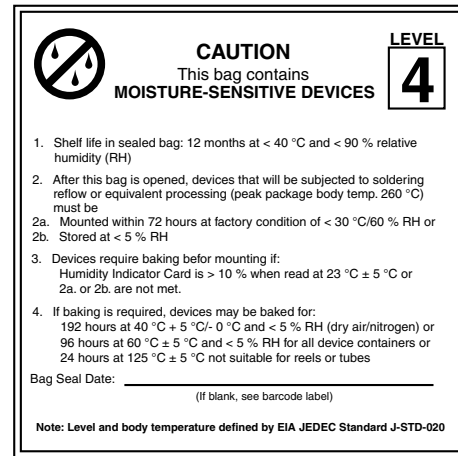 LEVEL
CAUTION
4
This bag contains
MOISTURE-SENSITIVE DEVICES
1. Shelf life in sealed bag: 12 months at < 40 °C and < 90 % relative
humidity (RH)
2. After this bag is opened, devices that will be subjected to soldering
reflow or equivalent processing (peak package body temp. 260 °C)
must be
2a. Mounted within 72 hours at factory condition of < 30 °C/60 % RH or
2b. Stored at < 5 % RH
3. Devices require baking befor mounting if:
Humidity Indicator Card is > 10 % when read at 23 °C ± 5 °C or
2a. or 2b. are not met.
4. If baking is required, devices may be baked for:
192 hours at 40 °C + 5 °C/- 0 °C and < 5 % RH (dry air/nitrogen) or
96 hours at 60 °C ± 5 °C and < 5 % RH for all device containers or
24 hours at 125 °C ± 5 °C not suitable for reels or tubes
Bag Seal Date:
(If blank, see barcode label)
Note: Level and body temperature defined by EIA JEDEC Standard J-STD-020